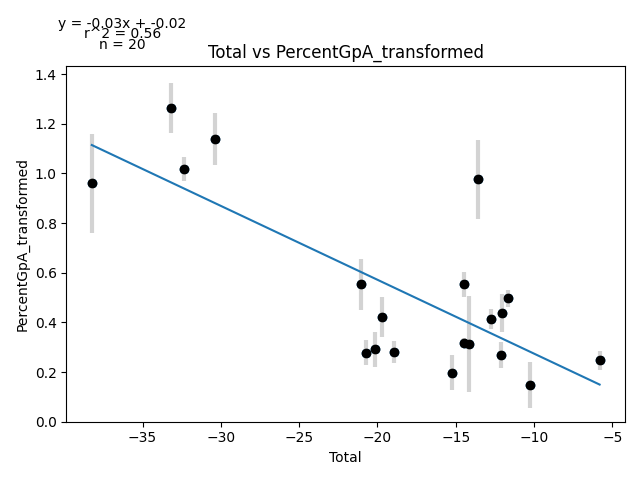 y = -0.03x + -0.02
r^2 = 0.56
n = 20
Total vs PercentGpA_transformed
PercentGpA_transformed
1.4
1.2
1.0
0.8
0.6
0.4
0.2
0.0
−35
−30
−25
−20
−15
−10
−5
Total